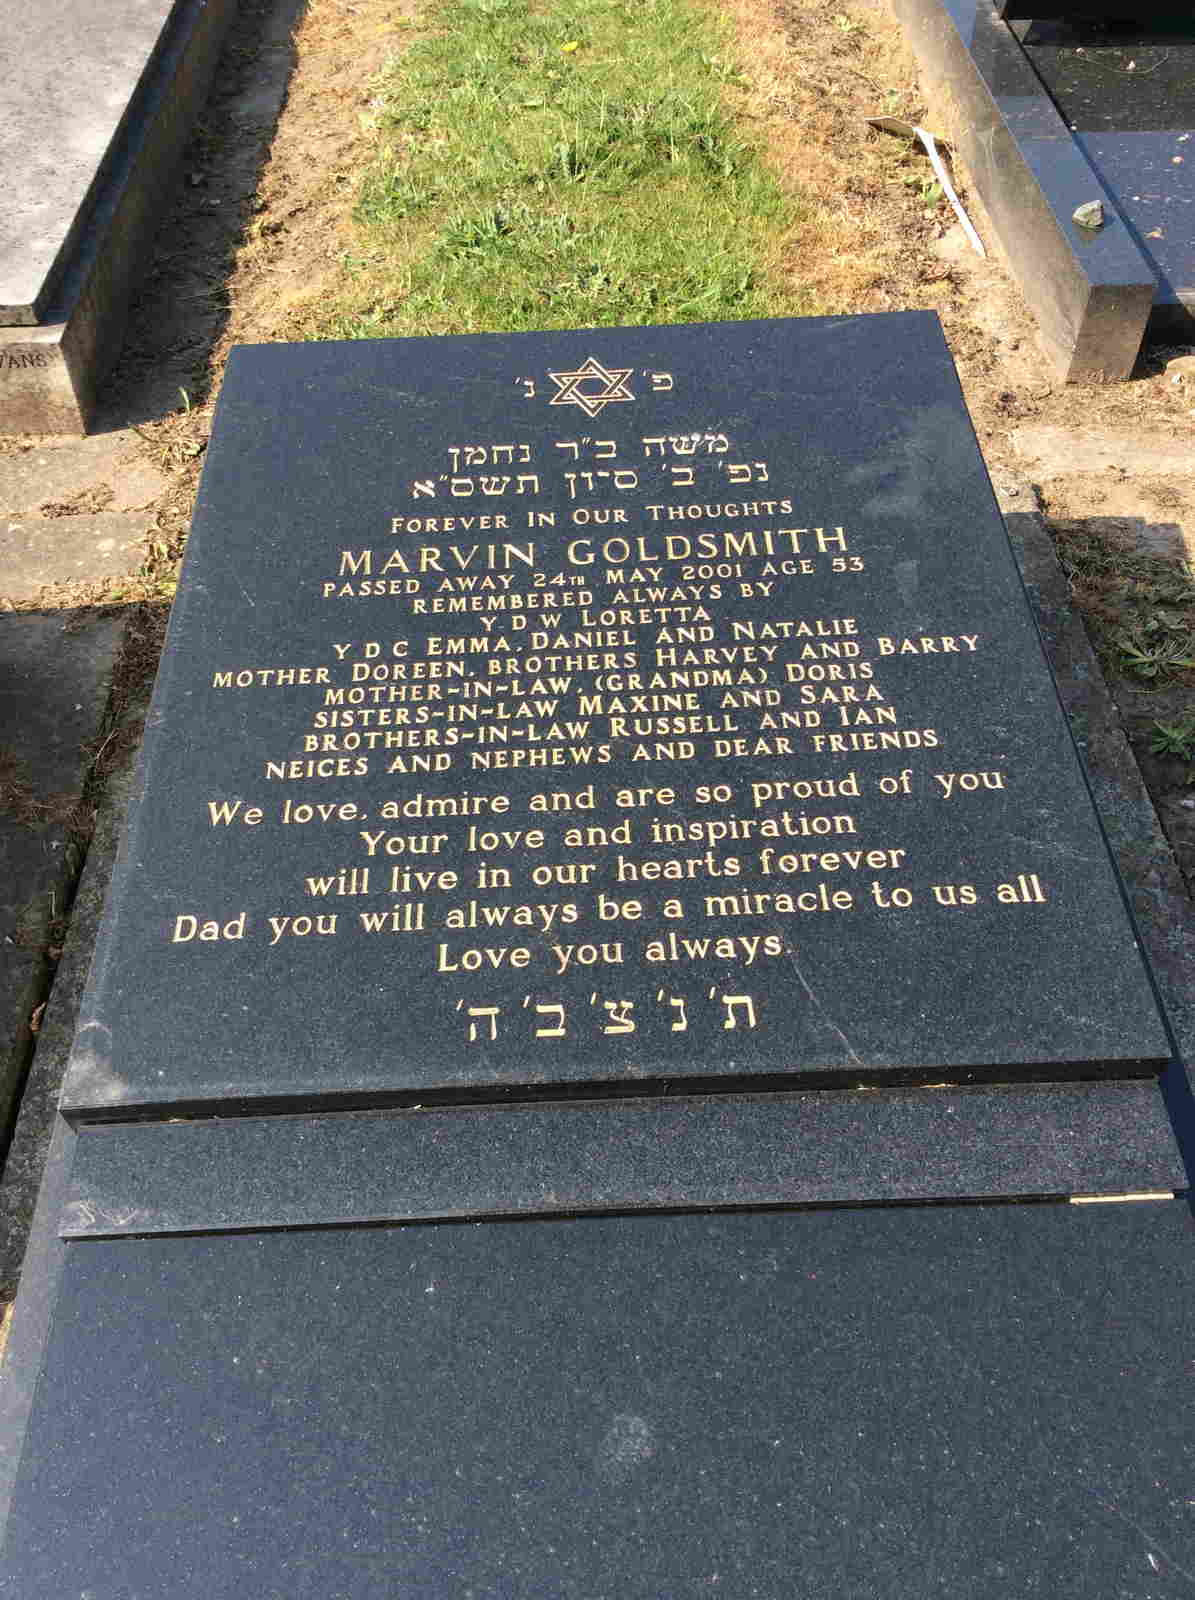 פ' נ'
משה ב"ר נחמן
נפ' ב' סיון תשס"א
FOREVER IN OUR THOUGHTS
MARVIN GOLDSMITH
PASSED AWAY 24TH MAY 2001 AGE 53
REMEMBERED ALWAYS BY
Y D W LORETTA
Y D C EMMA, DANIEL AND NATALIE
MOTHER DOREEN, BROTHERS HARVEY AND BARRY
MOTHER-IN-LAW, (GRANDMA) DORIS
SISTERS-IN-LAW MAXINE AND SARA
BROTHERS-IN-LAW RUSSELL AND IAN
NEICES AND NEPHEWS AND DEAR FRIENDS
We love, admire and are so proud of you
Your love and inspiration
will live in our hearts forever
Dad you will always be a miracle to us all
Love you always.
ת' נ' צ' ב' ה'